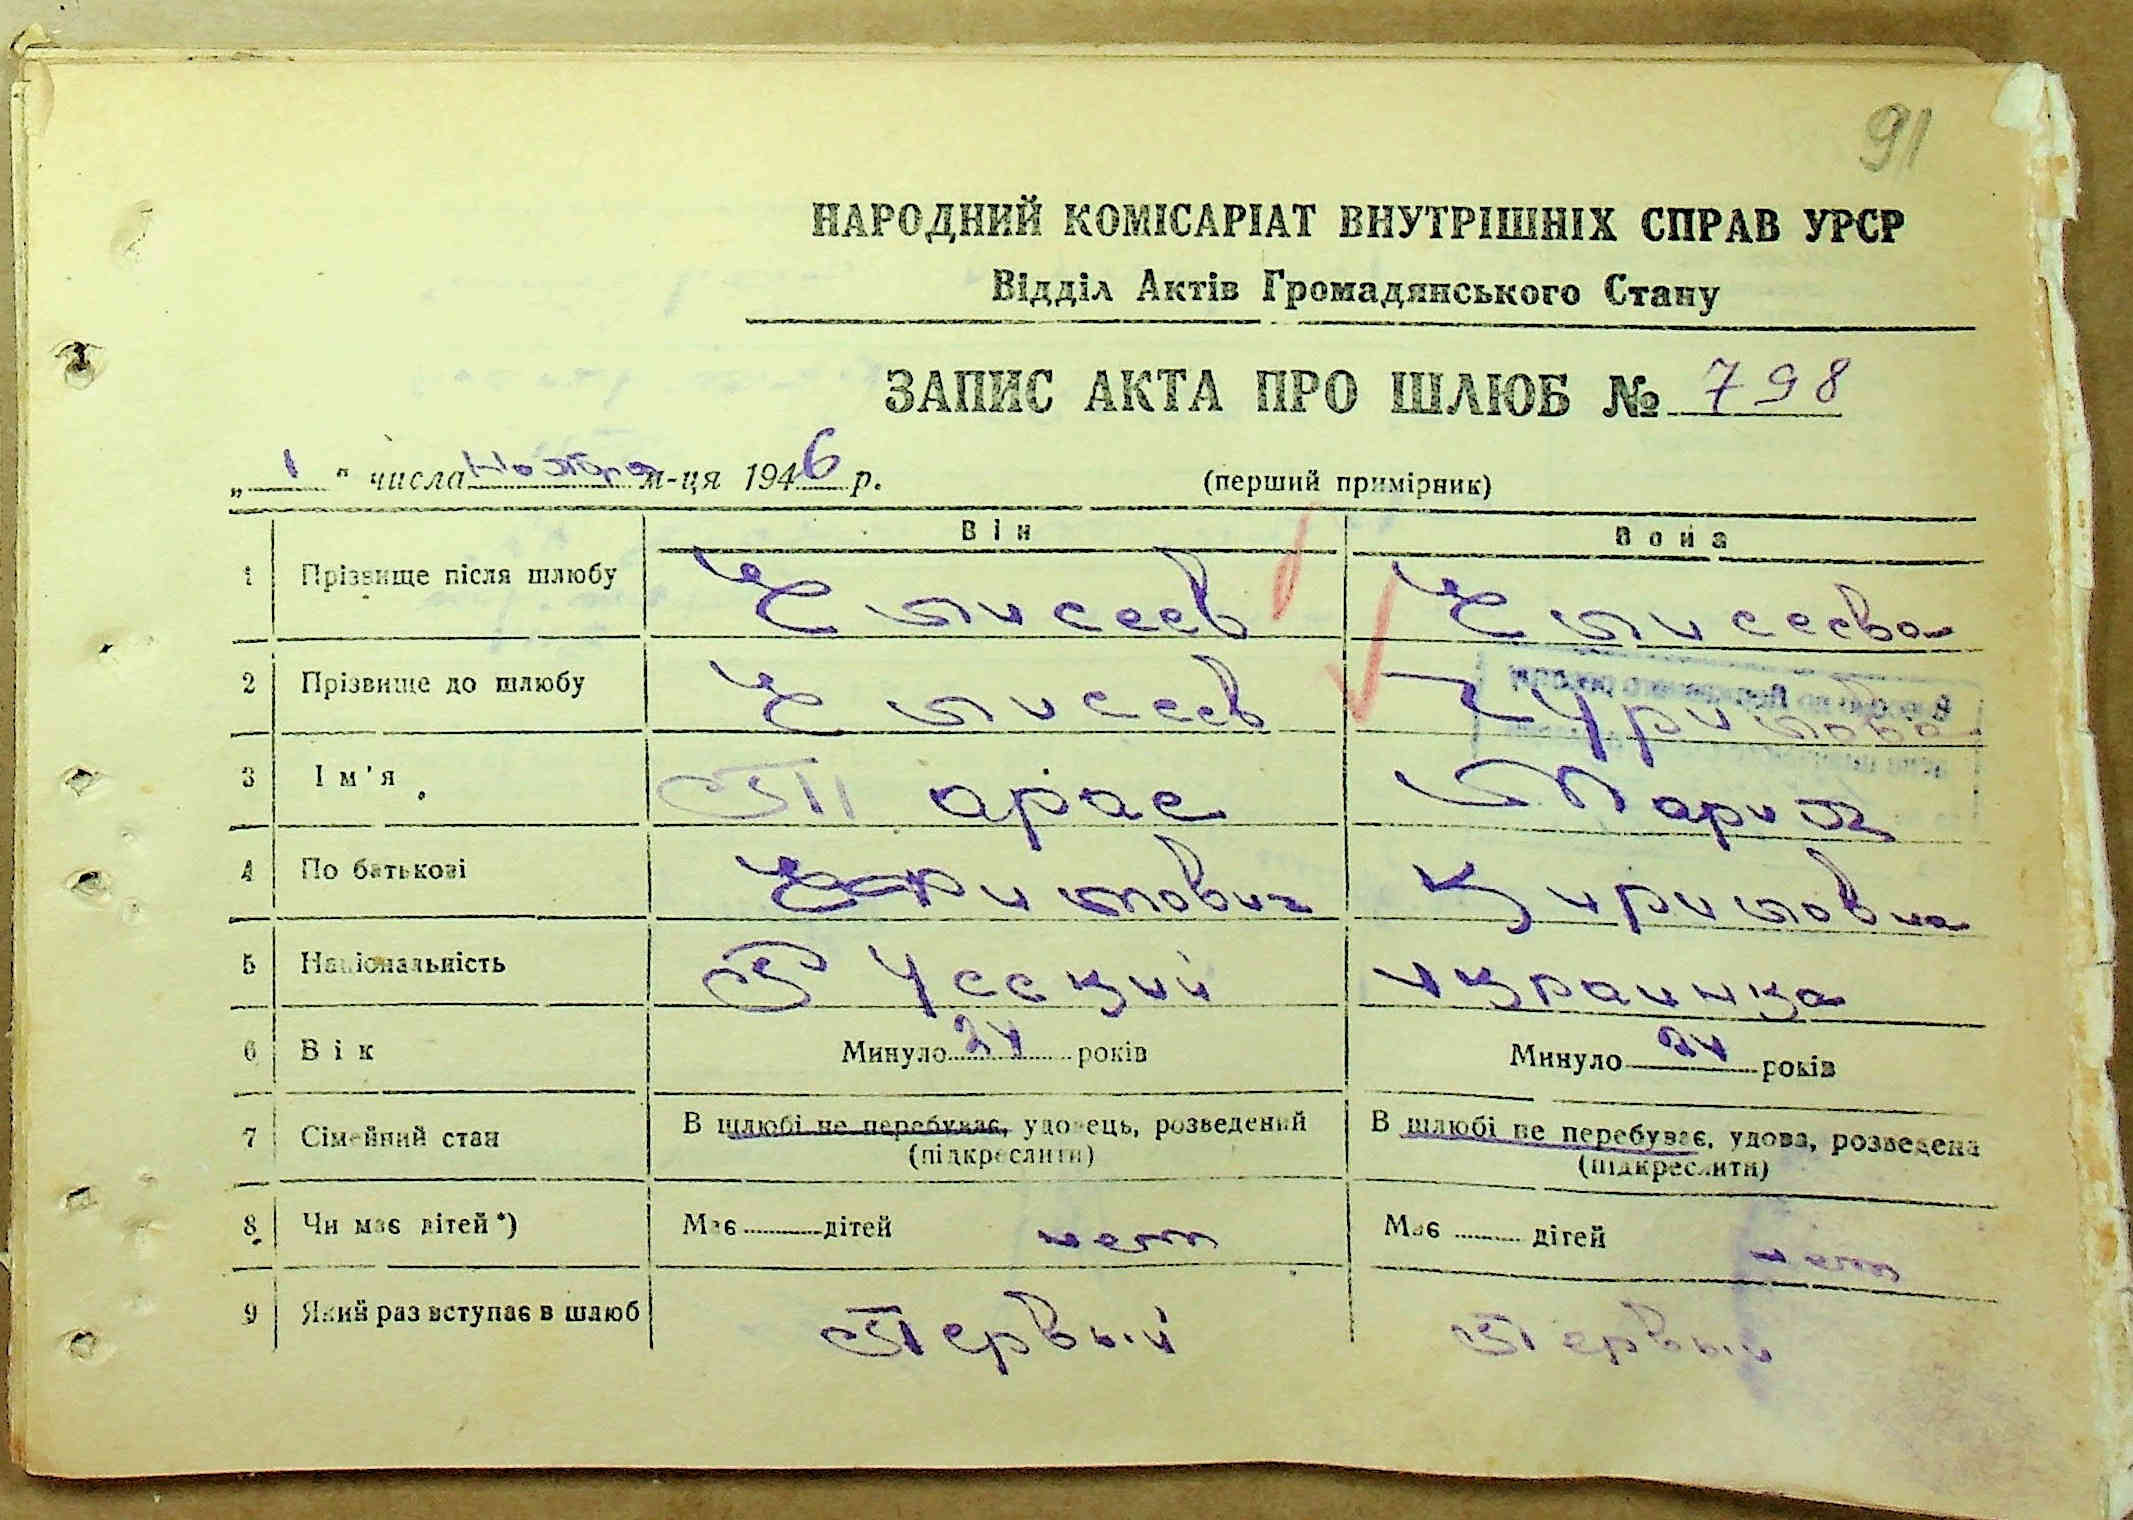 91
НАРОДНИЙ КОМІСАРІАТ ВНУТРІШНІХ СПРАВ УРСР
Відділ Актів Громадянського Стану
ЗАПИС АКТА ПРО ШЛЮБ № 798
„ 1 " числа ноября м-ця 1946 р. (перший примірник)
Він Вона
1 Прізвище після шлюбу Елисеев Елисеева
2 Прізвище до шлюбу Елисеев
3 Ім'я Тарас Мария
4 По батькові Кириловна
5 Національність Русский украинка
6 Вік Минуло 24 років Минуло 24 років
7 Сімейний стан В шлюбі не перебуває, удовець, розведений В шлюбі не перебуває, удова, розведена
(підкреслити) (підкреслити)
8 Чи має дітей*) Має дітей нет Має дітей нет
9 Який раз вступає в шлюб Первый Первый